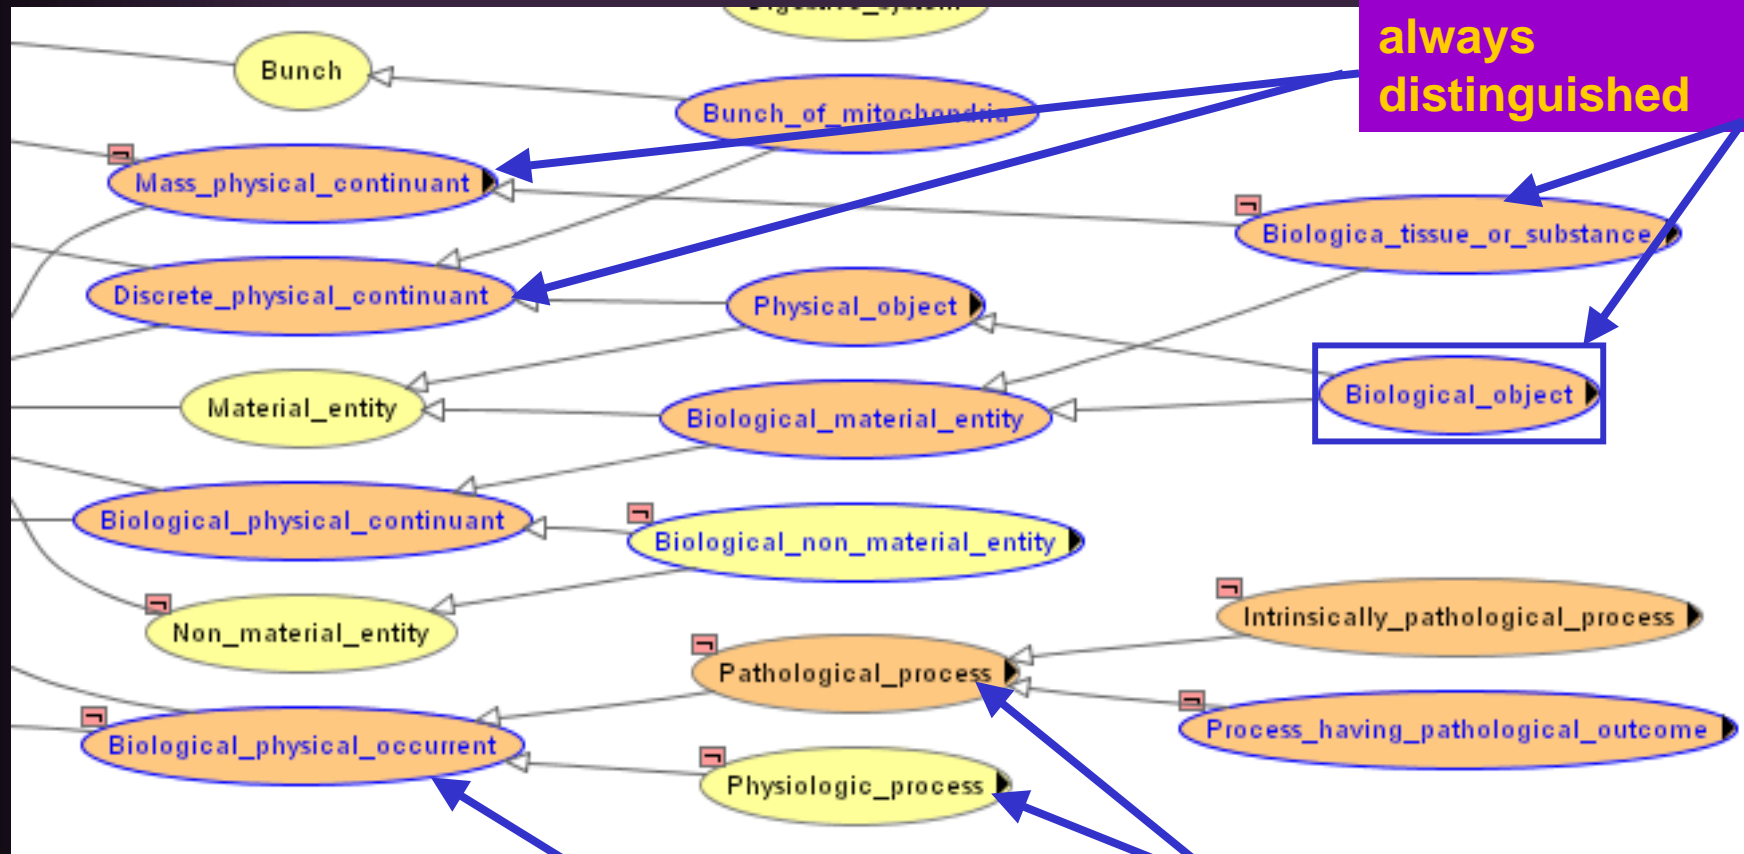 always
distinguished
Bunch
Bunch_of_mitochondria
Mass_physical_continuant
Biologica_tissue_or_substance
Discrete_physical_continuant
Physical_object
Biological_object
Material_entity
Biological_material_entity
Biological_physical_continuant
Biological_non_material_entity
Intrinsically_pathological_process
Non_material_entity
Pathological_process
Process_having_pathological_outcome
Biological_physical_occurrent
Physiologic_process